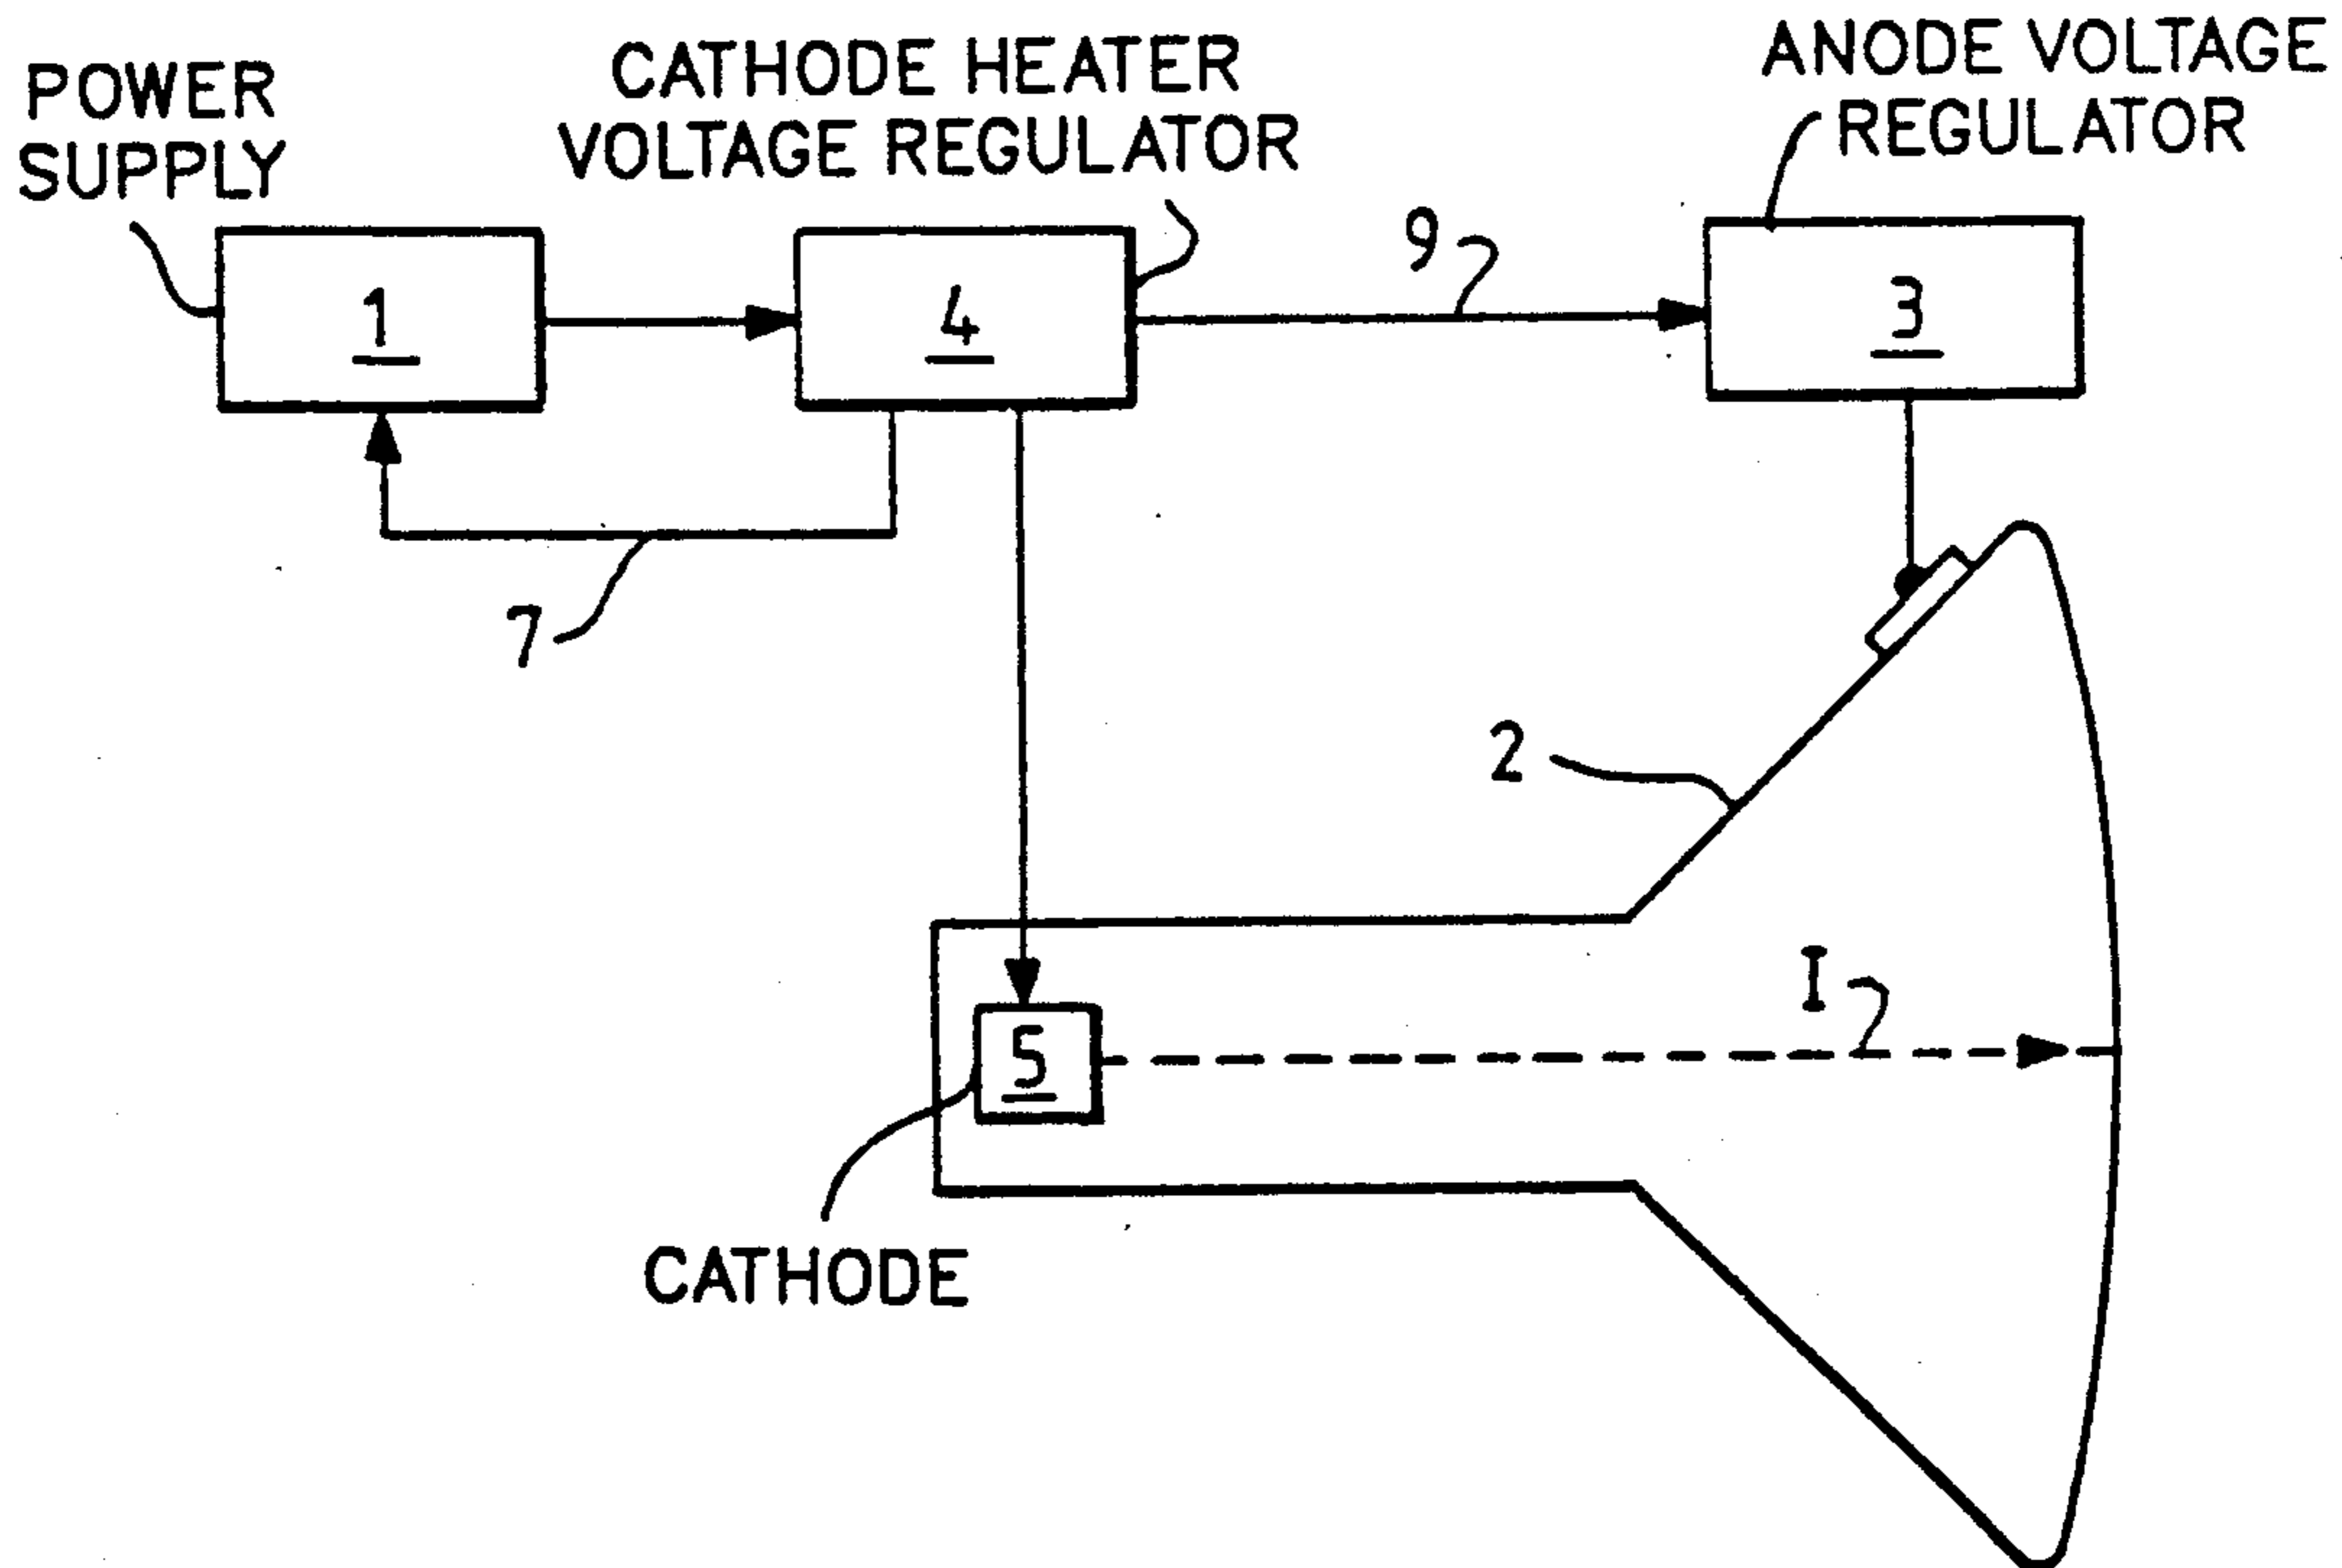 POWER
SUPPLY
CATHODE HEATER
VOLTAGE REGULATOR
ANODE VOLTAGE
REGULATOR
1
4
9
3
7
2
I
5
CATHODE